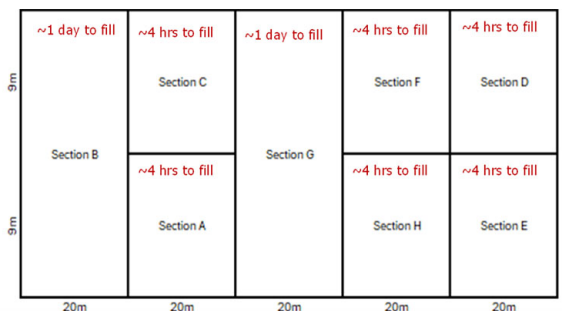 ~1 day to fill
~4 hrs to fill
~1 day to fill
~4 hrs to fill
~4 hrs to fill
9m
Section C
Section F
Section D
Section B
Section G
~4 hrs to fill
~4 hrs to fill
~4 hrs to fill
9m
Section A
Section H
Section E
20m
20m
20m
20m
20m